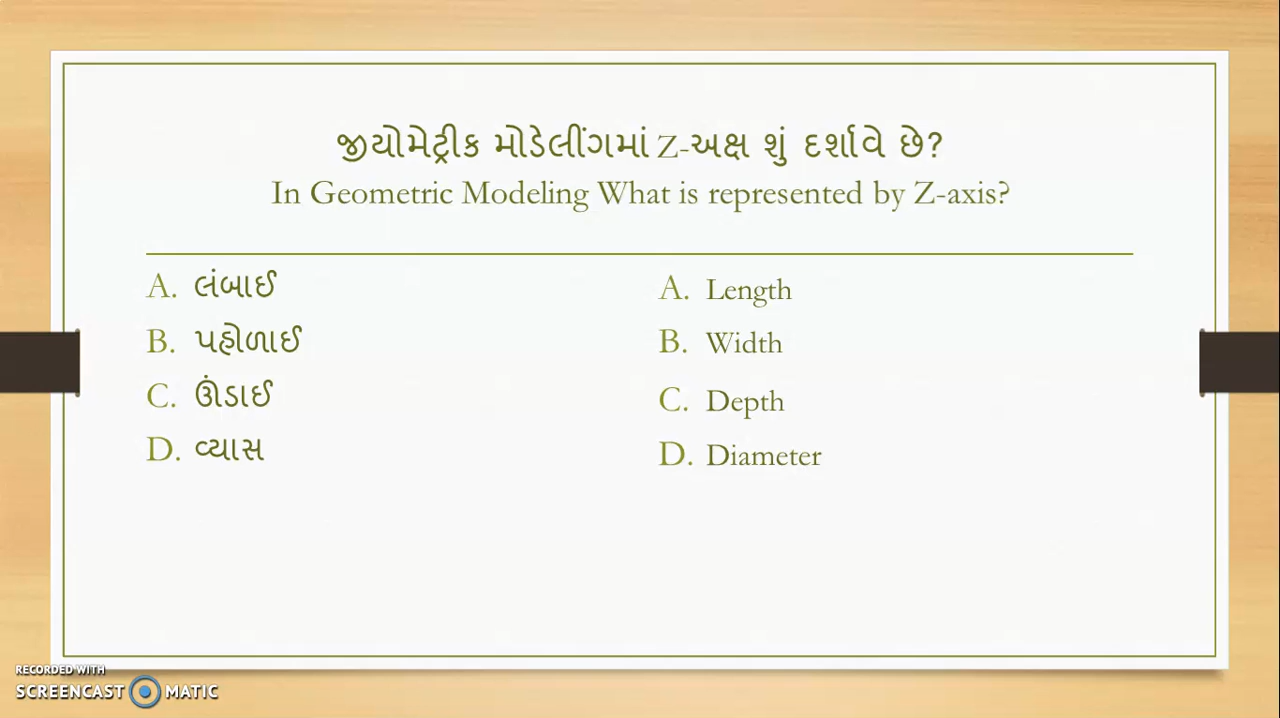 જીયોમેટ્રીક મોડેલીંગમાં Z-અક્ષ શું દર્શાવે છે?
In Geometric Modeling What is represented by Z-axis?
A. લંબાઈ
B. પહોળાઈ
C. ઊંડાઈ
D. વ્યાસ
A. Length
B. Width
C. Depth
D. Diameter
RECORDED WITH
SCREENCAST MATIC